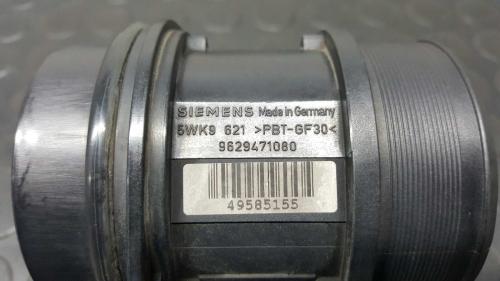 SIEMENS Made in Germany
5WK9 621 >PBT-GF30<
9629471080
49585155